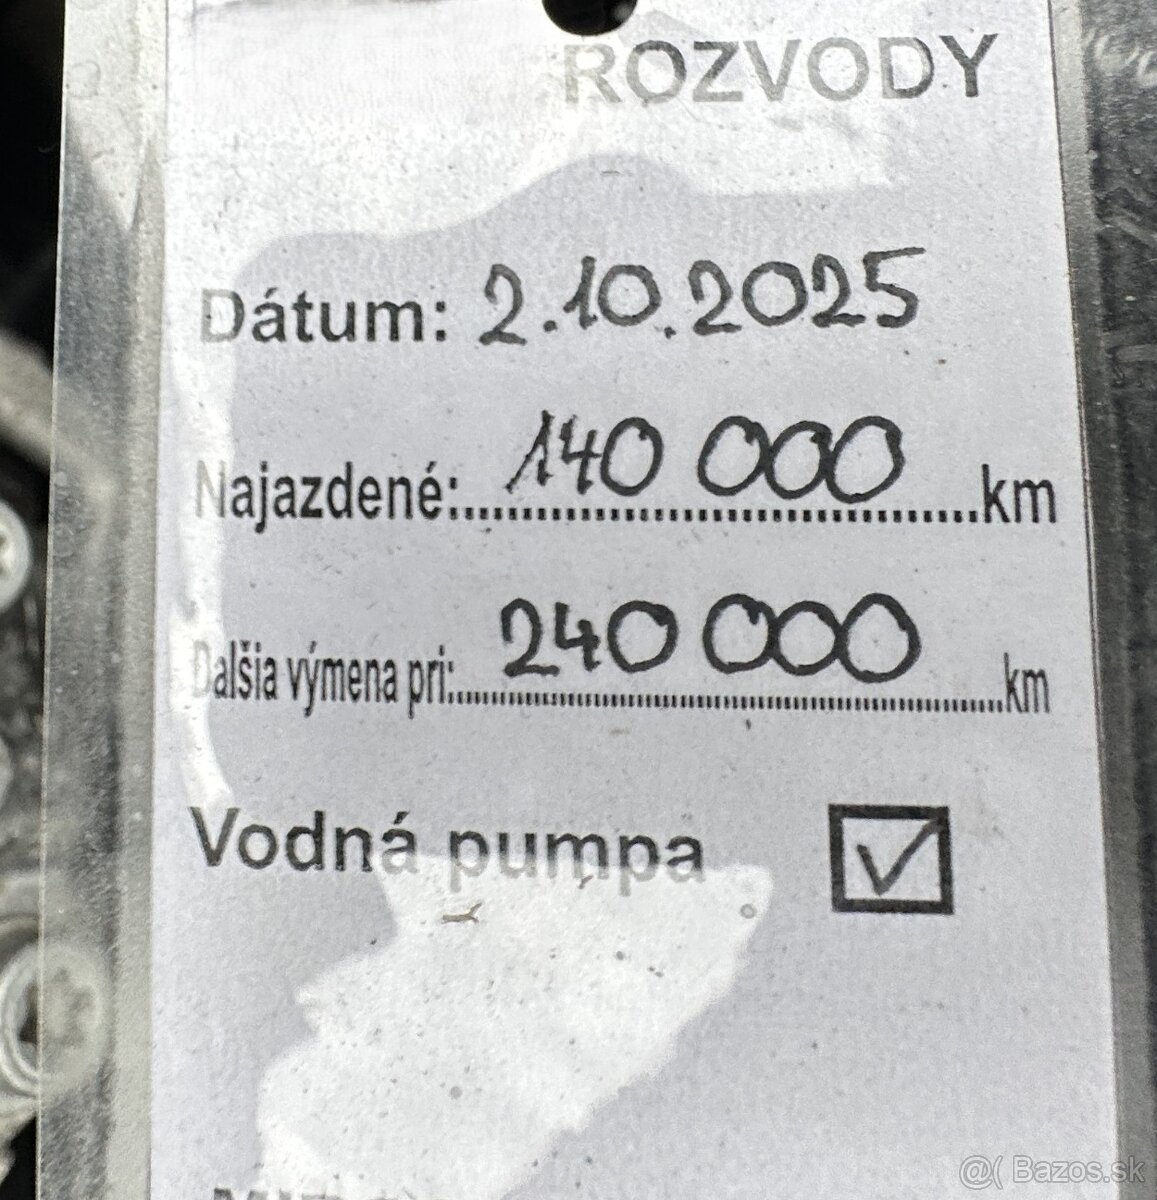 ROZVODY
Dátum: 2.10.2025
Najazdené: 140 000 km
Ďalšia výmena pri: 240 000 km
Vodná pumpa ☑
@( Bazos.sk